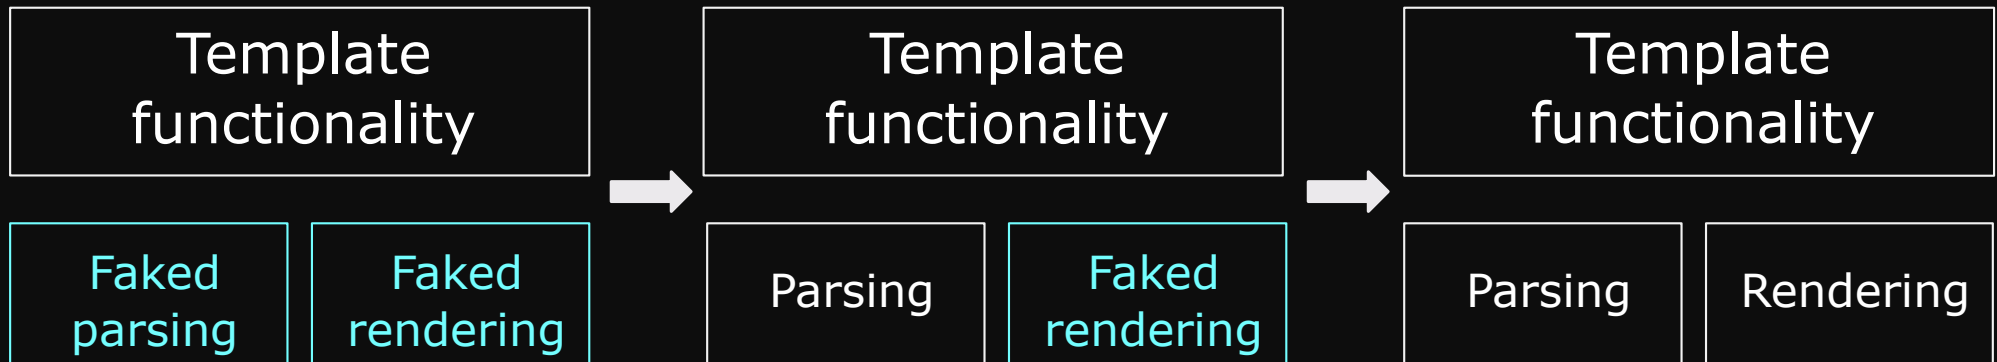 Template
functionality
Template
functionality
Template
functionality
Faked
parsing
Faked
rendering
Parsing
Faked
rendering
Parsing
Rendering